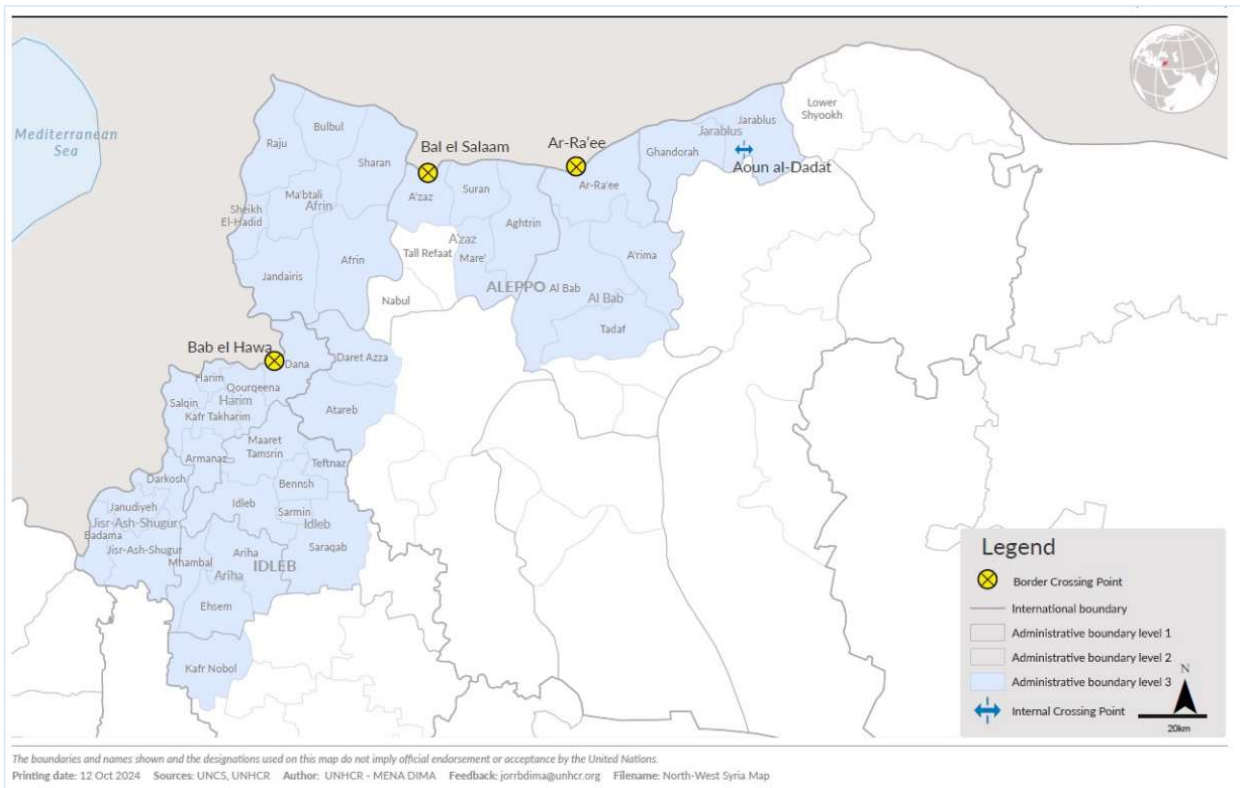 Mediterranean
Sea
Lower
Shyookh
Bulbul
Raju
Sharan
Bal el Salaam
Ar-Ra'ee
Jarablus
Jarablus
Ghandorah
Aoun al-Dadat
Ma'btali
Afrin
Sheikh
El-Hadid
A'zaz
Suran
Ar-Ra'ee
Aghtrin
A'zaz
Tall Refaat
Mare'
A'rima
Jandairis
Afrin
Nabul
ALEPPO
Al Bab
Al Bab
Tadaf
Bab el Hawa
Dana
Daret Azza
Harim
Qourqeena
Harim
Salqin
Kafr Takharim
Atareb
Maaret
Tamsrin
Armanaz
Teftnaz
Darkosh
Bennsh
Janudiyeh
Idleb
Sarmin
Jisr-Ash-Shugur
Idleb
Badama
Jisr-Ash-Shugur
Mhambal
Ariha
Saraqab
IDLEB
Ariha
Ehsem
Kafr Nobol
Legend
Border Crossing Point
International boundary
Administrative boundary level 1
Administrative boundary level 2
Administrative boundary level 3
Internal Crossing Point
N
20km
The boundaries and names shown and the designations used on this map do not imply official endorsement or acceptance by the United Nations.
Printing date: 12 Oct 2024 Sources: UNCS, UNHCR Author: UNHCR - MENA DIMA Feedback: jorrbdima@unhcr.org Filename: North-West Syria Map